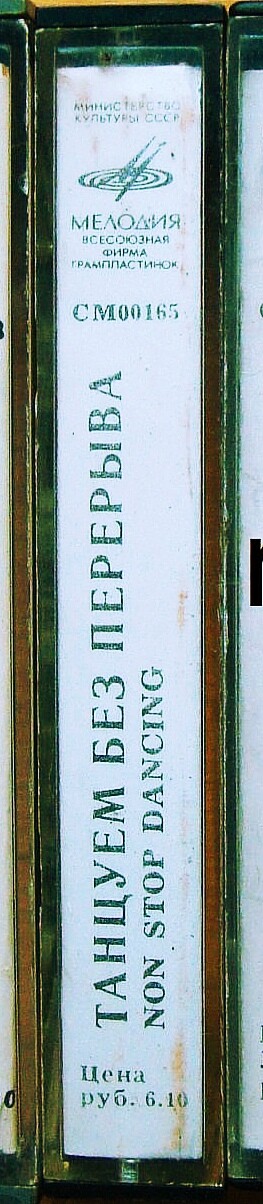 МИНИСТЕРСТВО
КУЛЬТУРЫ СССР
МЕЛОДИЯ
ВСЕСОЮЗНАЯ
ФИРМА
ГРАМПЛАСТИНОК
СМ00165
ТАНЦУЕМ БЕЗ ПЕРЕРЫВА
NON STOP DANCING
Цена
руб. 6.10